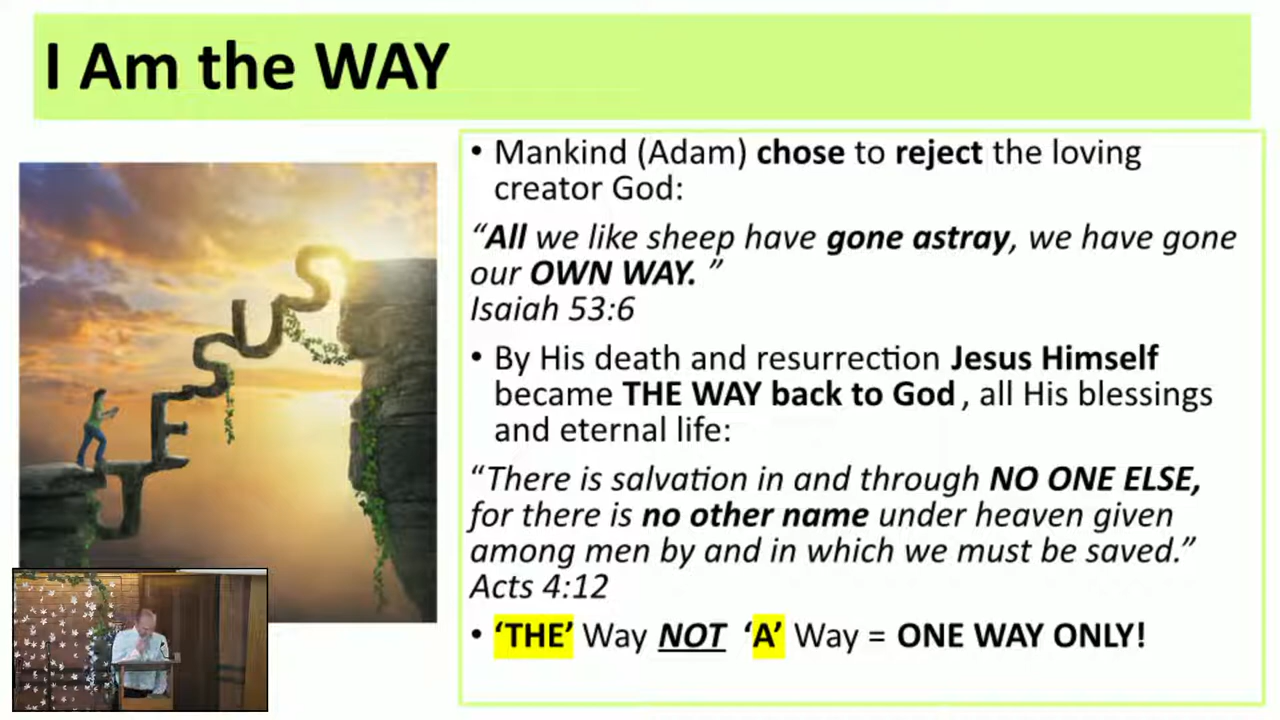 I Am the WAY
JESUS
• Mankind (Adam) chose to reject the loving
creator God:
“All we like sheep have gone astray, we have gone
our OWN WAY. ”
Isaiah 53:6
• By His death and resurrection Jesus Himself
became THE WAY back to God , all His blessings
and eternal life:
“There is salvation in and through NO ONE ELSE,
for there is no other name under heaven given
among men by and in which we must be saved.”
Acts 4:12
• ‘THE’ Way NOT ‘A’ Way = ONE WAY ONLY!